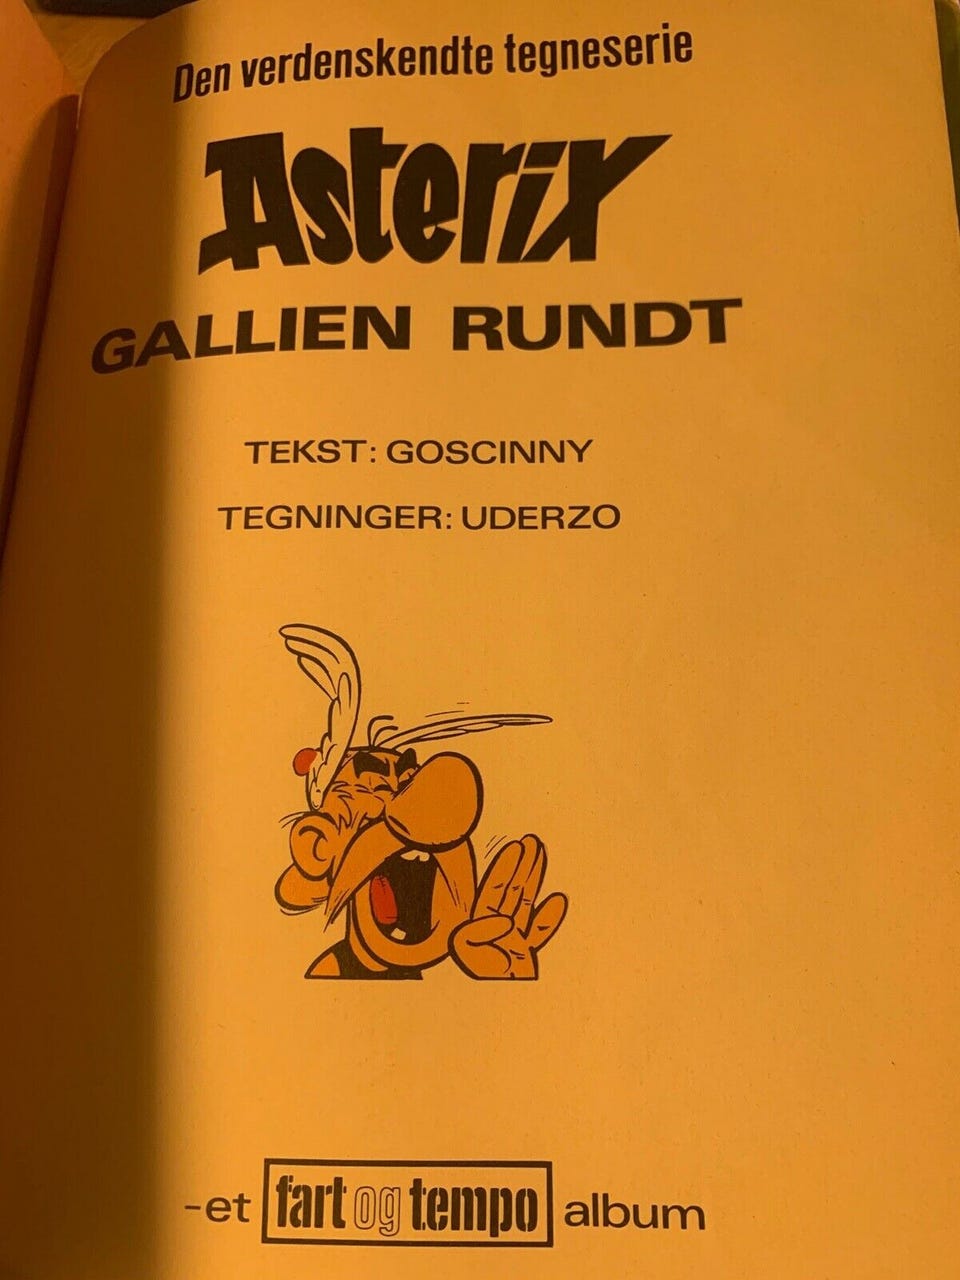 Den verdenskendte tegneserie
Asterix
GALLIEN RUNDT
TEKST: GOSCINNY
TEGNINGER: UDERZO
-et fart og tempo album